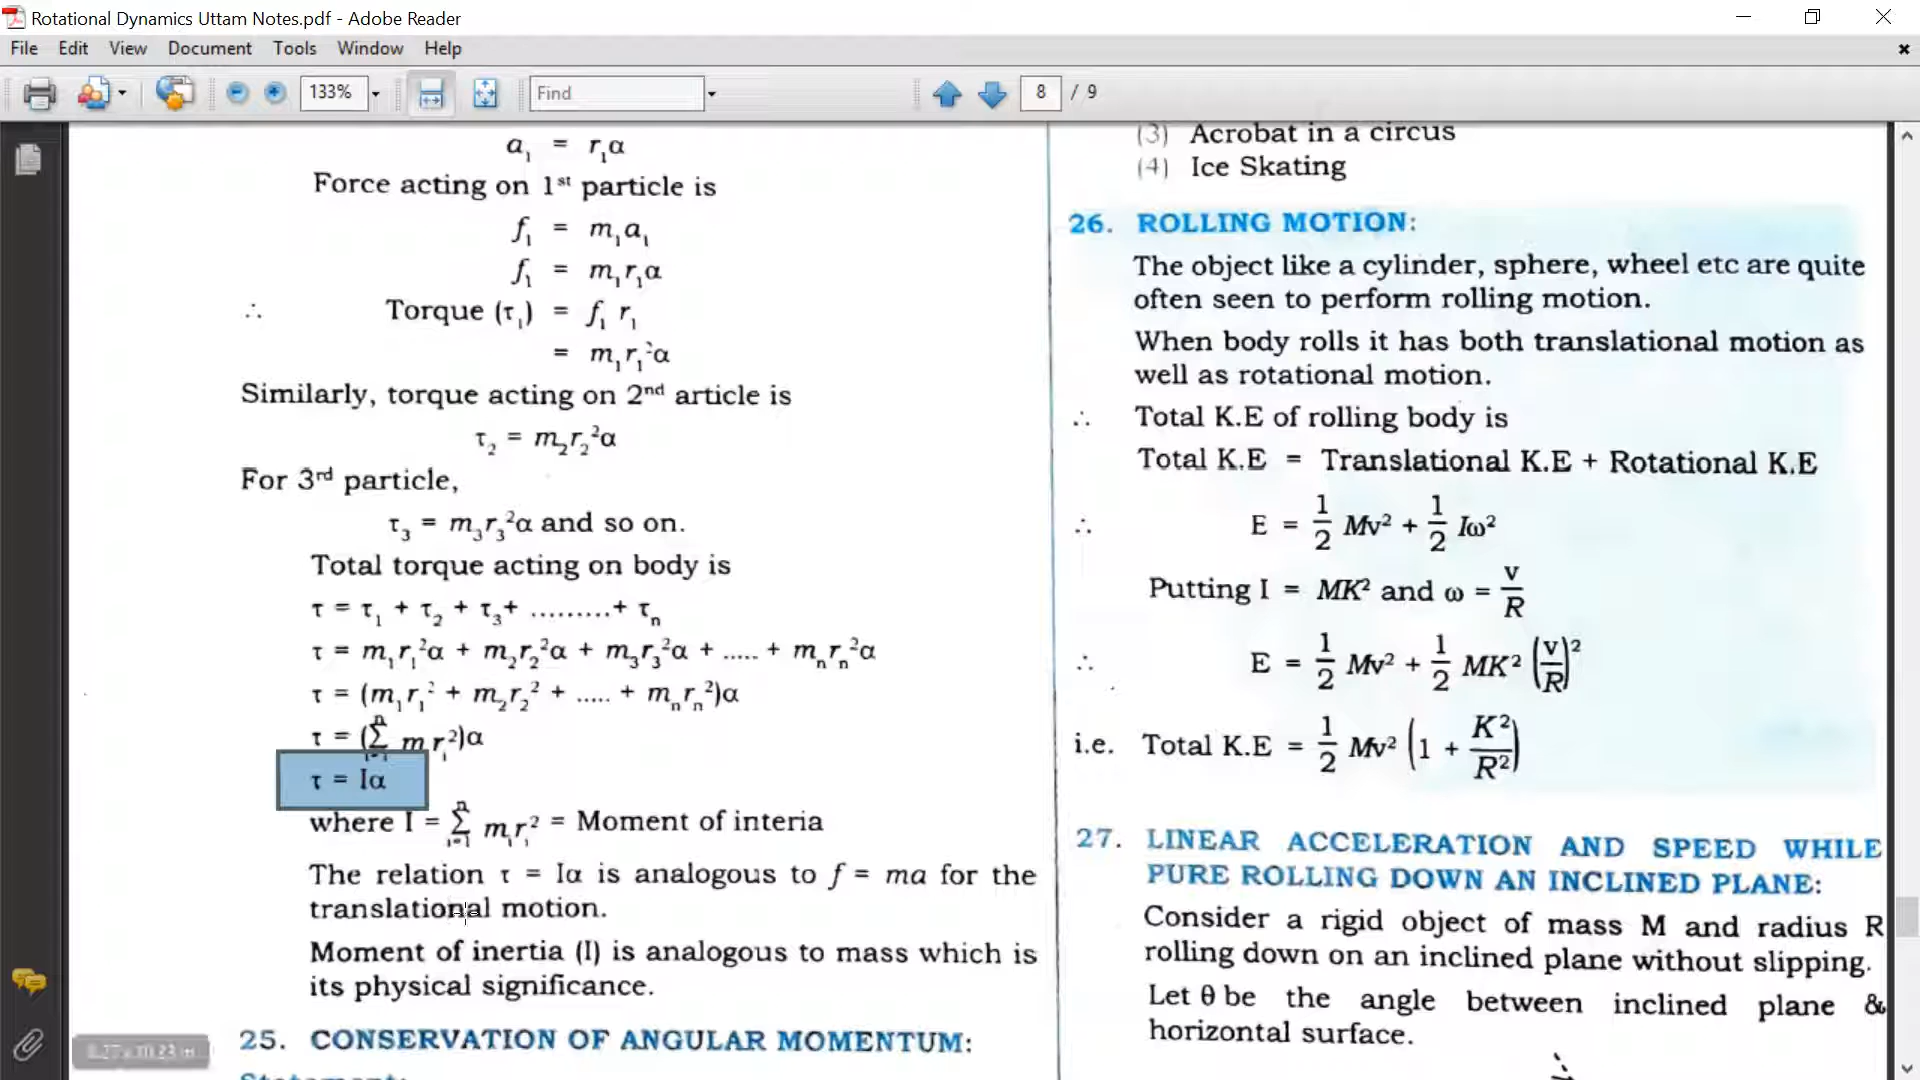 Rotational Dynamics Uttam Notes.pdf - Adobe Reader
File Edit View Document Tools Window Help
133% Find 8 / 9
a₁ = r₁α
Force acting on 1ˢᵗ particle is
f₁ = m₁a₁
f₁ = m₁r₁α
∴ Torque (τ₁) = f₁ r₁
= m₁r₁²α
Similarly, torque acting on 2ⁿᵈ article is
τ₂ = m₂r₂²α
For 3ʳᵈ particle,
τ₃ = m₃r₃²α and so on.
Total torque acting on body is
τ = τ₁ + τ₂ + τ₃+ .........+ τₙ
τ = m₁r₁²α + m₂r₂²α + m₃r₃²α + ..... + mₙrₙ²α
τ = (m₁r₁² + m₂r₂² + ..... + mₙrₙ²)α
τ = (Σ mᵢrᵢ²)α
τ = Iα
where I = ⁿΣᵢ₌₁ mᵢrᵢ² = Moment of interia
The relation τ = Iα is analogous to f = ma for the
translational motion.
Moment of inertia (I) is analogous to mass which is
its physical significance.
25. CONSERVATION OF ANGULAR MOMENTUM:
Statement:
(3) Acrobat in a circus
(4) Ice Skating
26. ROLLING MOTION:
The object like a cylinder, sphere, wheel etc are quite
often seen to perform rolling motion.
When body rolls it has both translational motion as
well as rotational motion.
∴ Total K.E of rolling body is
Total K.E = Translational K.E + Rotational K.E
∴ E = 1/2 Mv² + 1/2 Iω²
Putting I = MK² and ω = v/R
∴ E = 1/2 Mv² + 1/2 MK² (v/R)²
i.e. Total K.E = 1/2 Mv² (1 + K²/R²)
27. LINEAR ACCELERATION AND SPEED WHILE
PURE ROLLING DOWN AN INCLINED PLANE:
Consider a rigid object of mass M and radius R
rolling down on an inclined plane without slipping.
Let θ be the angle between inclined plane &
horizontal surface.